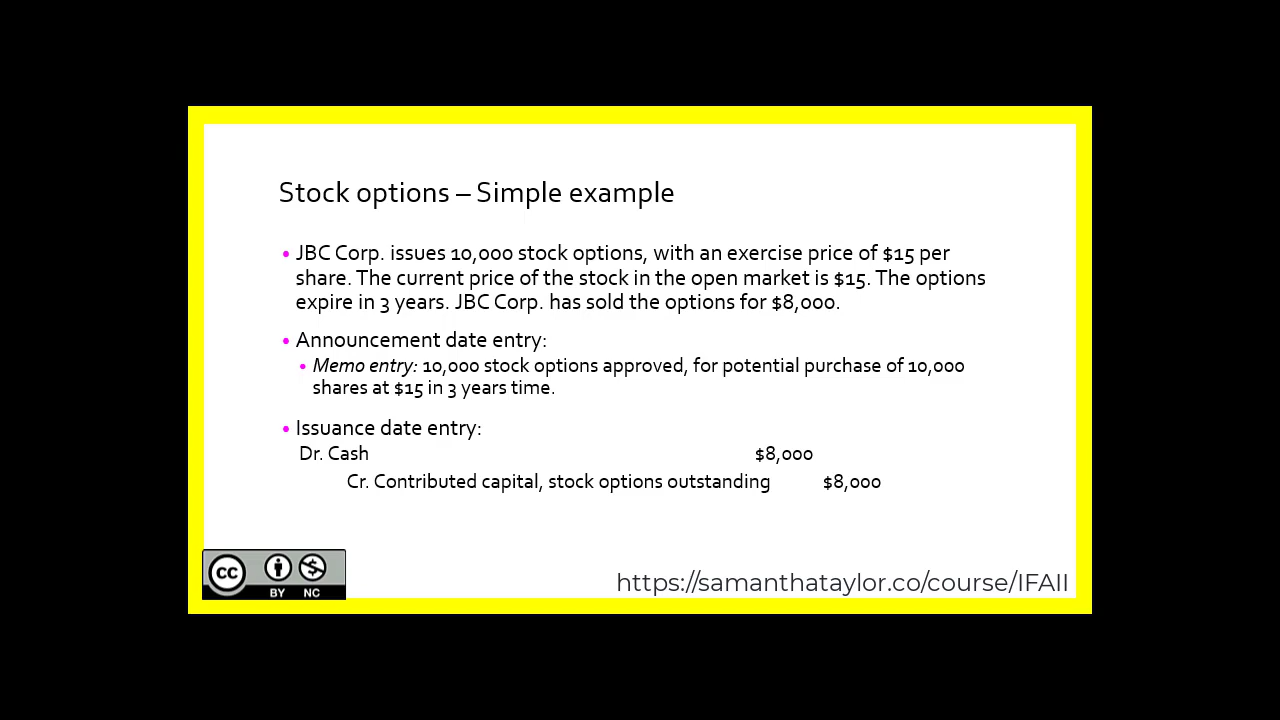 Stock options – Simple example
• JBC Corp. issues 10,000 stock options, with an exercise price of $15 per
share. The current price of the stock in the open market is $15. The options
expire in 3 years. JBC Corp. has sold the options for $8,000.
• Announcement date entry:
• Memo entry: 10,000 stock options approved, for potential purchase of 10,000
shares at $15 in 3 years time.
• Issuance date entry:
Dr. Cash $8,000
Cr. Contributed capital, stock options outstanding $8,000
cc
BY NC
https://samanthataylor.co/course/IFAII